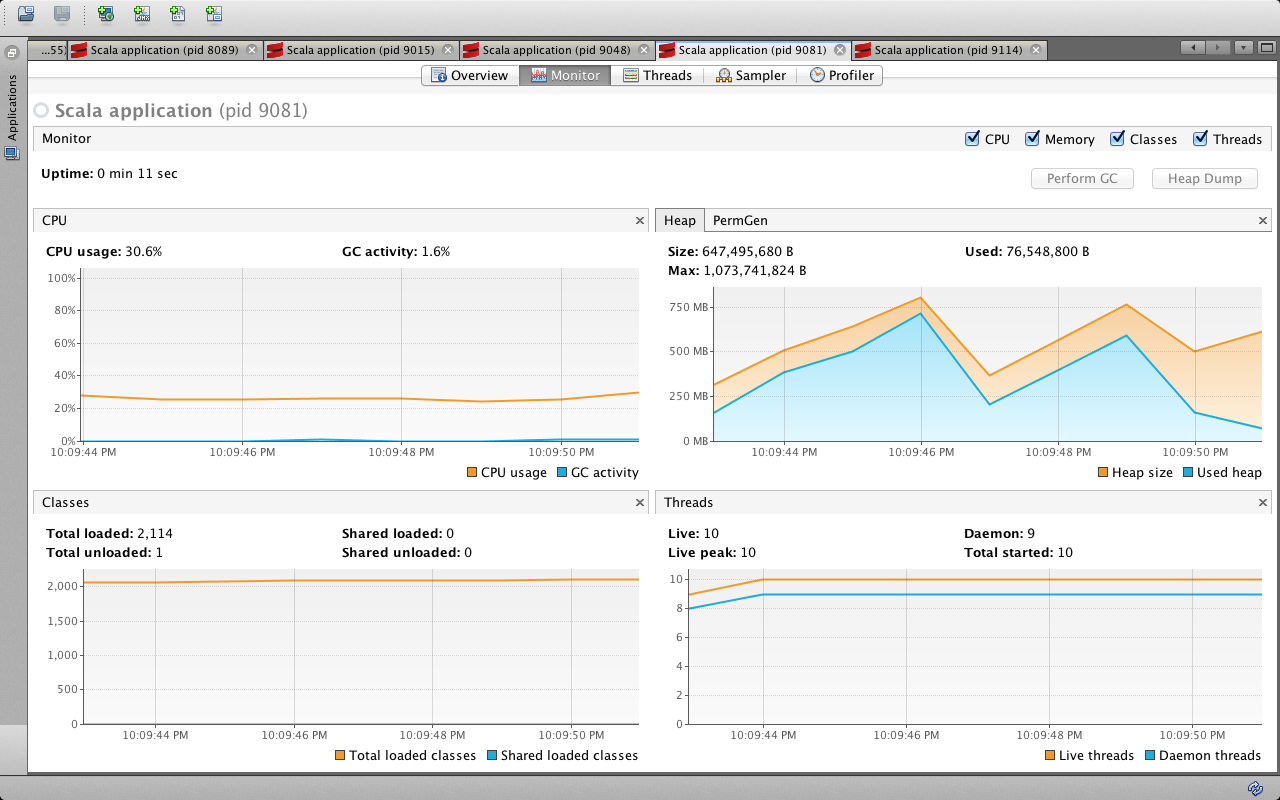 ...55) Scala application (pid 8089) Scala application (pid 9015) Scala application (pid 9048) Scala application (pid 9081) Scala application (pid 9114)
Applications
Overview Monitor Threads Sampler Profiler
Scala application (pid 9081)
Monitor CPU Memory Classes Threads
Uptime: 0 min 11 sec
Perform GC Heap Dump
CPU
CPU usage: 30.6% GC activity: 1.6%
100%
80%
60%
40%
20%
0%
10:09:44 PM 10:09:46 PM 10:09:48 PM 10:09:50 PM
CPU usage GC activity
Heap PermGen
Size: 647,495,680 B Used: 76,548,800 B
Max: 1,073,741,824 B
750 MB
500 MB
250 MB
0 MB
10:09:44 PM 10:09:46 PM 10:09:48 PM 10:09:50 PM
Heap size Used heap
Classes
Total loaded: 2,114 Shared loaded: 0
Total unloaded: 1 Shared unloaded: 0
2,000
1,500
1,000
500
0
10:09:44 PM 10:09:46 PM 10:09:48 PM 10:09:50 PM
Total loaded classes Shared loaded classes
Threads
Live: 10 Daemon: 9
Live peak: 10 Total started: 10
10
8
6
4
2
0
10:09:44 PM 10:09:46 PM 10:09:48 PM 10:09:50 PM
Live threads Daemon threads